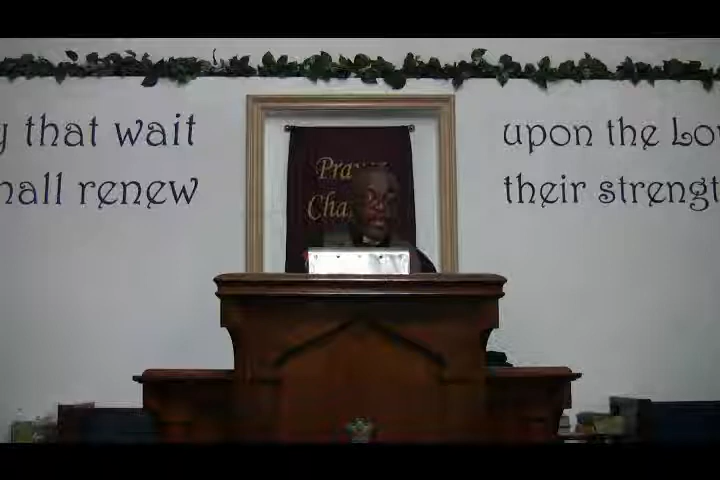 y that wait upon the Lo
hall renew their strengt
Pra
Cha